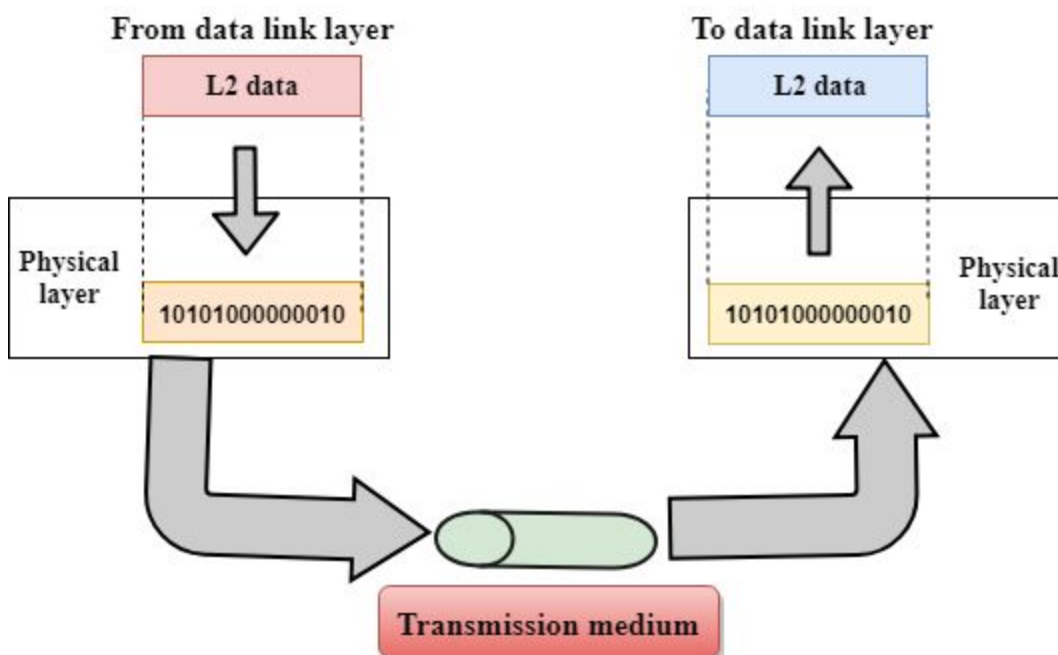 From data link layer
To data link layer
L2 data
L2 data
Physical
layer
10101000000010
10101000000010
Physical
layer
Transmission medium